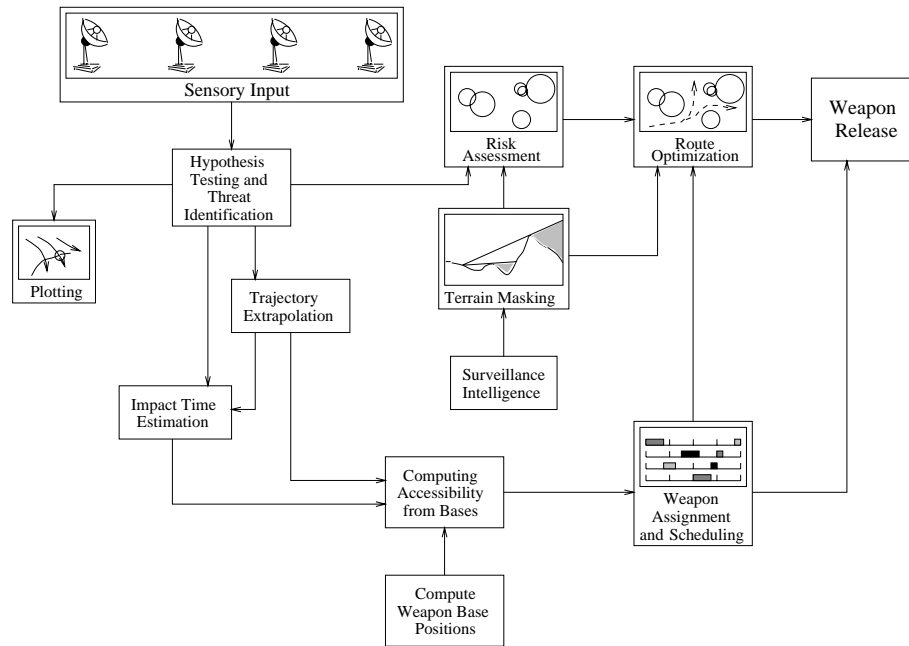 Sensory Input
Hypothesis
Testing and
Threat
Identification
Risk
Assessment
Route
Optimization
Weapon
Release
Plotting
Trajectory
Extrapolation
Terrain Masking
Surveillance
Intelligence
Impact Time
Estimation
Computing
Accessibility
from Bases
Weapon
Assignment
and Scheduling
Compute
Weapon Base
Positions